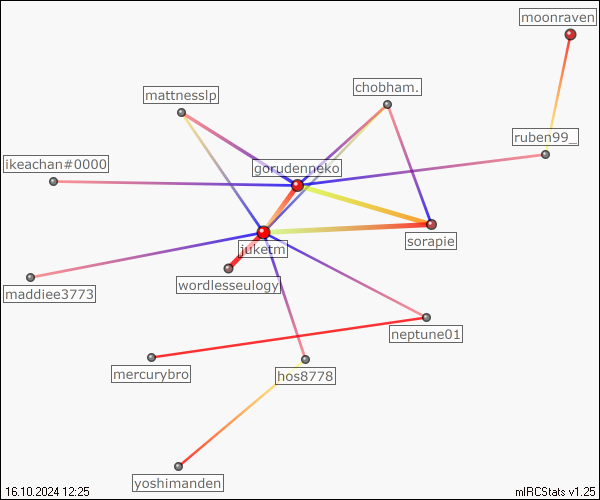 moonraven
chobham.
mattnesslp
ruben99_
ikeachan#0000
gorudenneko
sorapie
juketm
wordlesseulogy
maddiee3773
neptune01
mercurybro
hos8778
yoshimanden
16.10.2024 12:25
mIRCStats v1.25